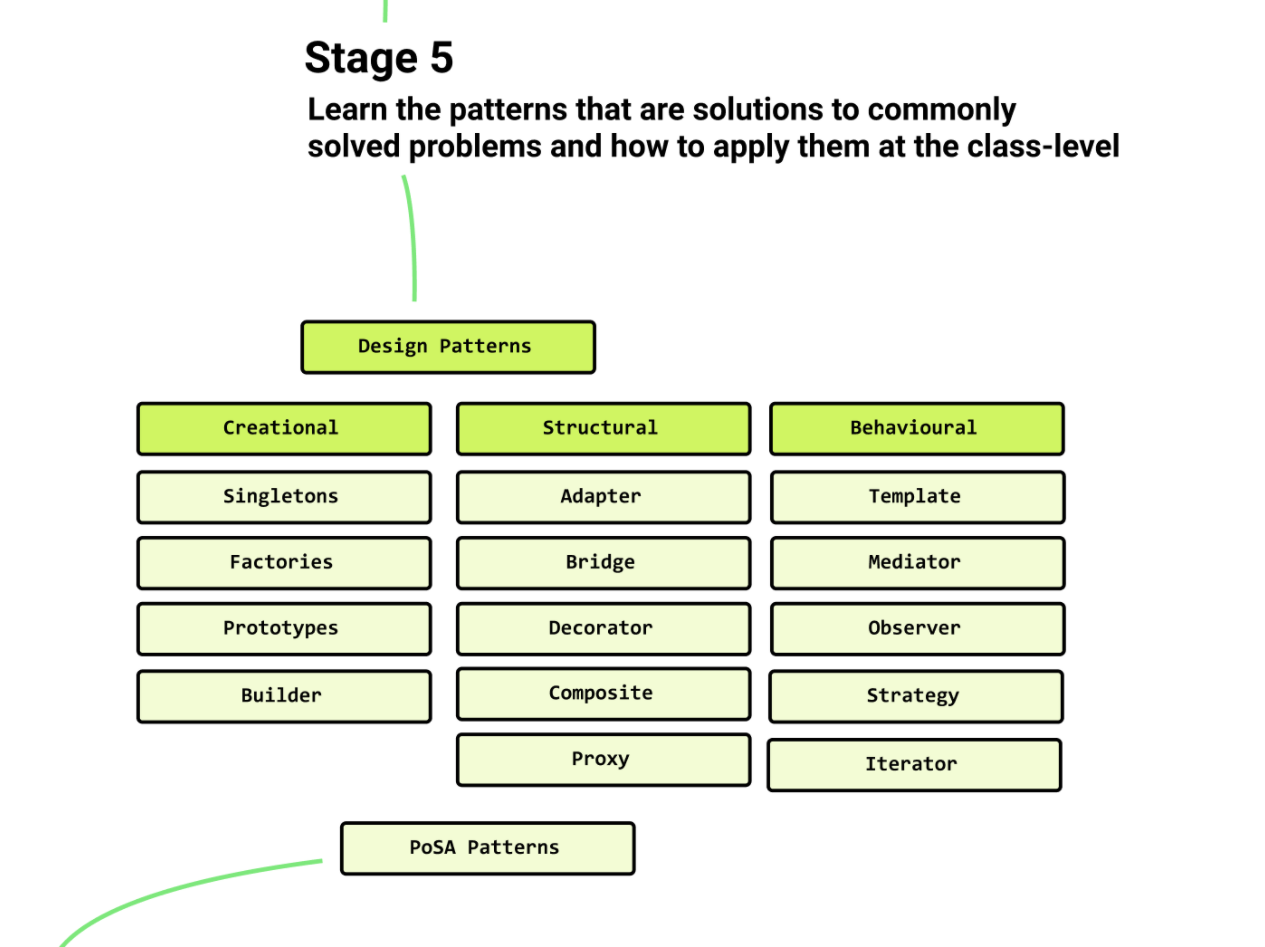 Stage 5
Learn the patterns that are solutions to commonly
solved problems and how to apply them at the class-level
Design Patterns
Creational
Structural
Behavioural
Singletons
Adapter
Template
Factories
Bridge
Mediator
Prototypes
Decorator
Observer
Builder
Composite
Strategy
Proxy
Iterator
PoSA Patterns